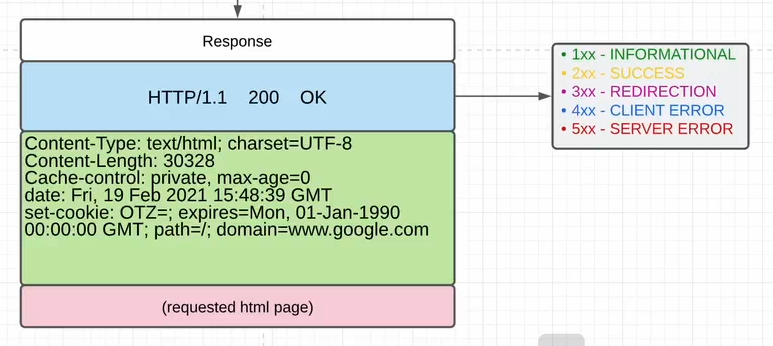 Response
HTTP/1.1 200 OK
Content-Type: text/html; charset=UTF-8
Content-Length: 30328
Cache-control: private, max-age=0
date: Fri, 19 Feb 2021 15:48:39 GMT
set-cookie: OTZ=; expires=Mon, 01-Jan-1990
00:00:00 GMT; path=/; domain=www.google.com
(requested html page)
• 1xx - INFORMATIONAL
• 2xx - SUCCESS
• 3xx - REDIRECTION
• 4xx - CLIENT ERROR
• 5xx - SERVER ERROR